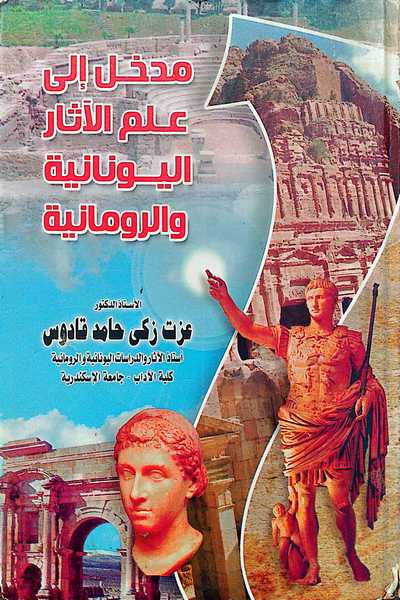 مدخل إلى
علم الآثار
اليونانية
والرومانية
الأستاذ الدكتور
عزت زكى حامد قادوس
أستاذ الآثار والدراسات اليونانية والرومانية
كلية الآداب - جامعة الإسكندرية